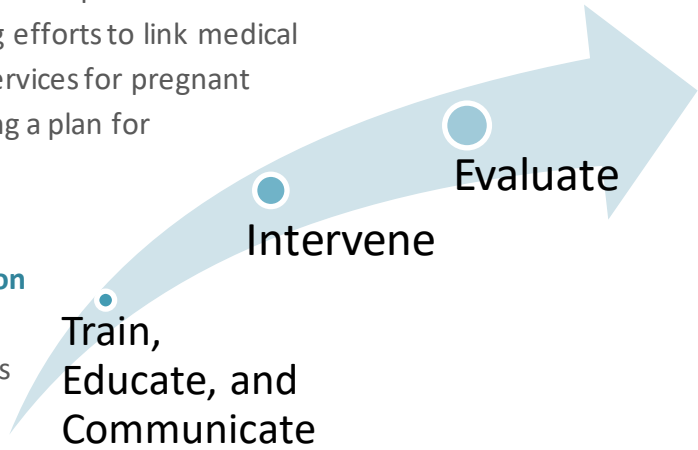 g efforts to link medical
ervices for pregnant
ng a plan for
Evaluate
Intervene
on
Train,
s
Educate, and
Communicate